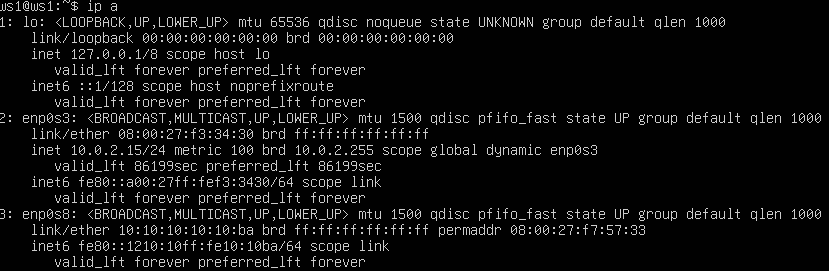 ws1@ws1:~$ ip a
1: lo: <LOOPBACK,UP,LOWER_UP> mtu 65536 qdisc noqueue state UNKNOWN group default qlen 1000
link/loopback 00:00:00:00:00:00 brd 00:00:00:00:00:00
inet 127.0.0.1/8 scope host lo
valid_lft forever preferred_lft forever
inet6 ::1/128 scope host noprefixroute
valid_lft forever preferred_lft forever
2: enp0s3: <BROADCAST,MULTICAST,UP,LOWER_UP> mtu 1500 qdisc pfifo_fast state UP group default qlen 1000
link/ether 08:00:27:f3:34:30 brd ff:ff:ff:ff:ff:ff
inet 10.0.2.15/24 metric 100 brd 10.0.2.255 scope global dynamic enp0s3
valid_lft 86199sec preferred_lft 86199sec
inet6 fe80::a00:27ff:fef3:3430/64 scope link
valid_lft forever preferred_lft forever
3: enp0s8: <BROADCAST,MULTICAST,UP,LOWER_UP> mtu 1500 qdisc pfifo_fast state UP group default qlen 1000
link/ether 10:10:10:10:10:ba brd ff:ff:ff:ff:ff:ff permaddr 08:00:27:f7:57:33
inet6 fe80::1210:10ff:fe10:10ba/64 scope link
valid_lft forever preferred_lft forever